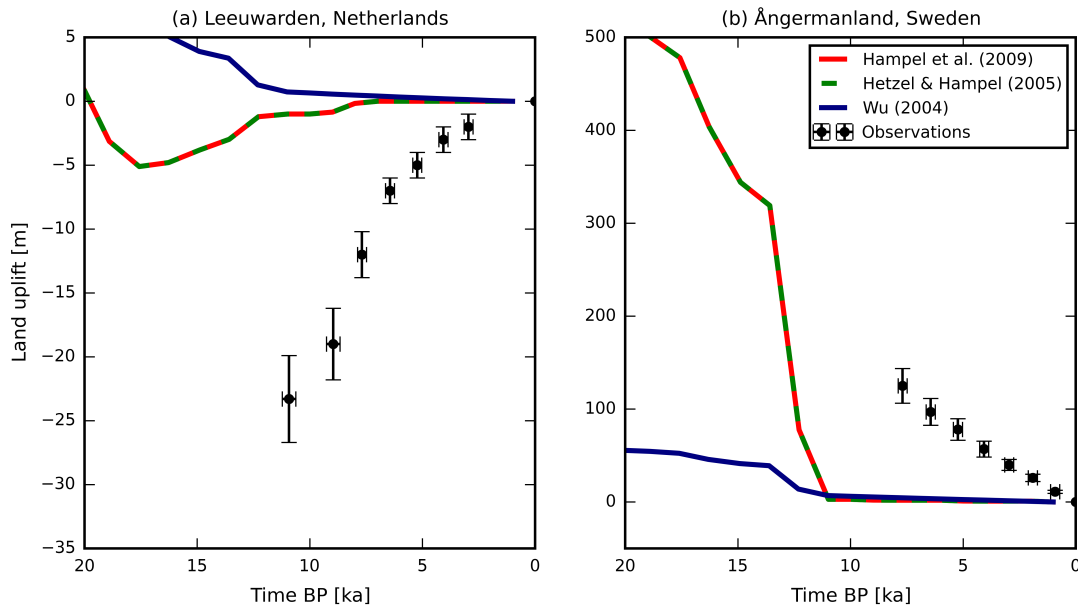 (a) Leeuwarden, Netherlands
5
0
−5
−10
−15
−20
−25
−30
−35
Land uplift [m]
20
15
10
5
0
Time BP [ka]
(b) Ångermanland, Sweden
500
400
300
200
100
0
20
15
10
5
0
Time BP [ka]
Hampel et al. (2009)
Hetzel & Hampel (2005)
Wu (2004)
Observations